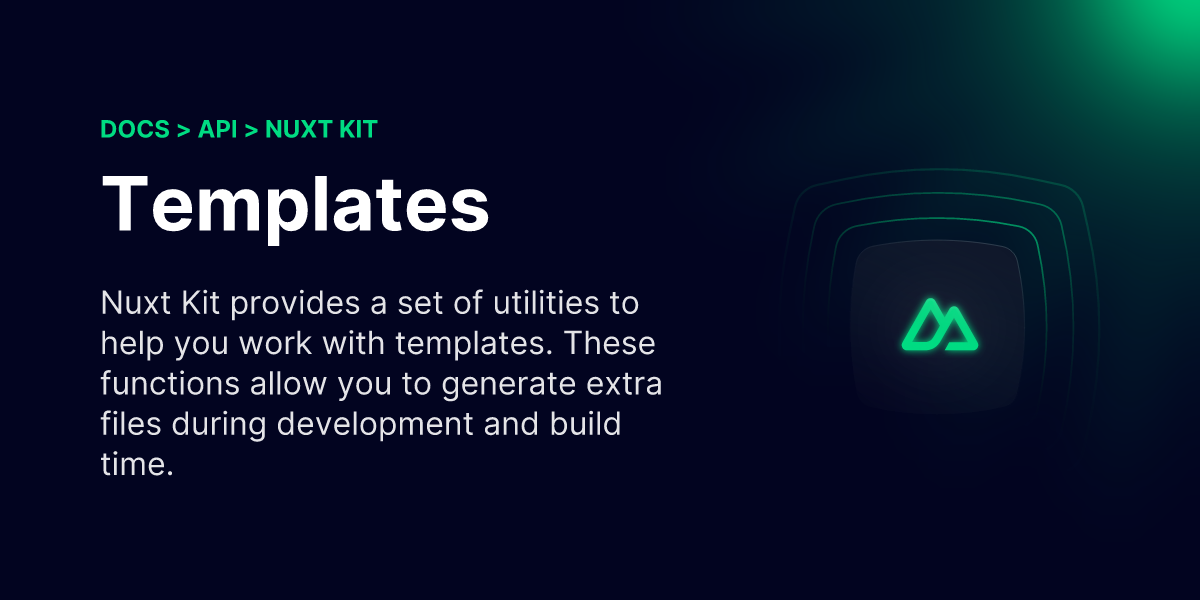 DOCS > API > NUXT KIT
Templates
Nuxt Kit provides a set of utilities to
help you work with templates. These
functions allow you to generate extra
files during development and build
time.